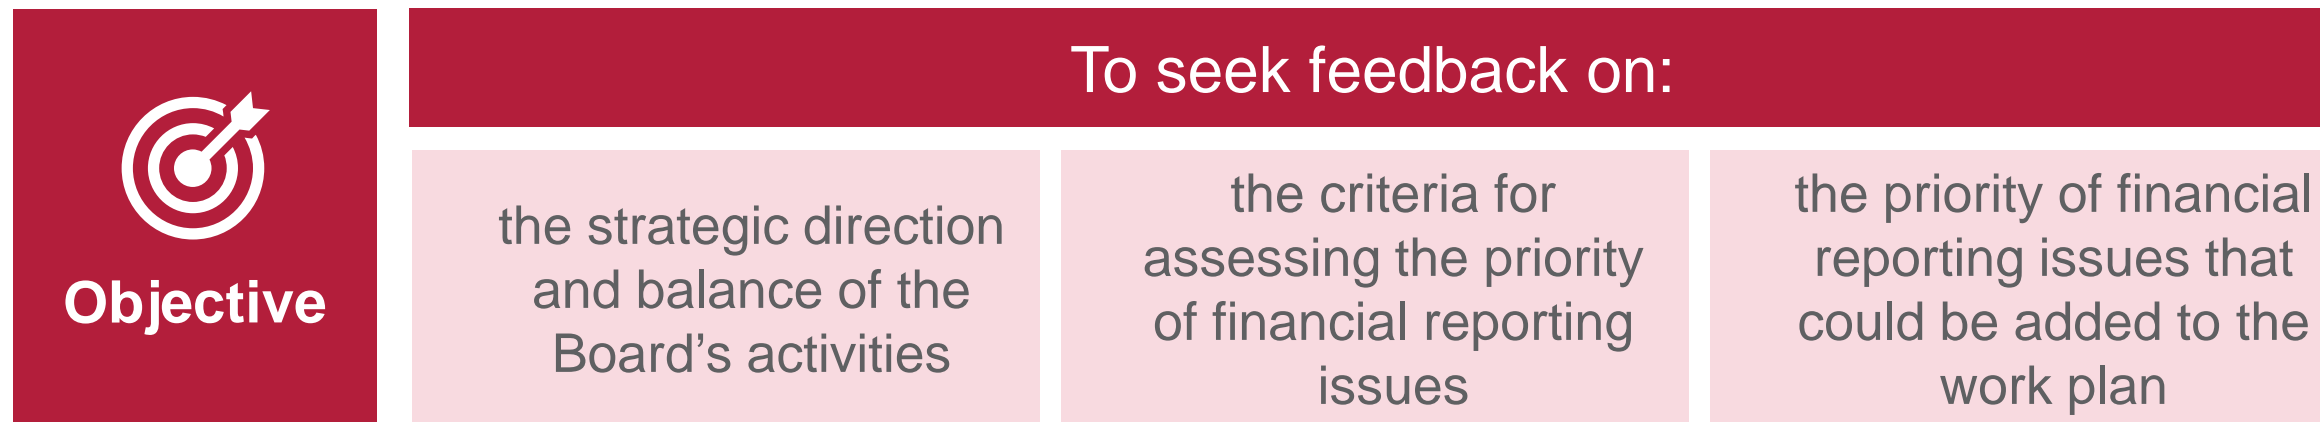 Objective
To seek feedback on:
the strategic direction
and balance of the
Board’s activities
the criteria for
assessing the priority
of financial reporting
issues
the priority of financial
reporting issues that
could be added to the
work plan